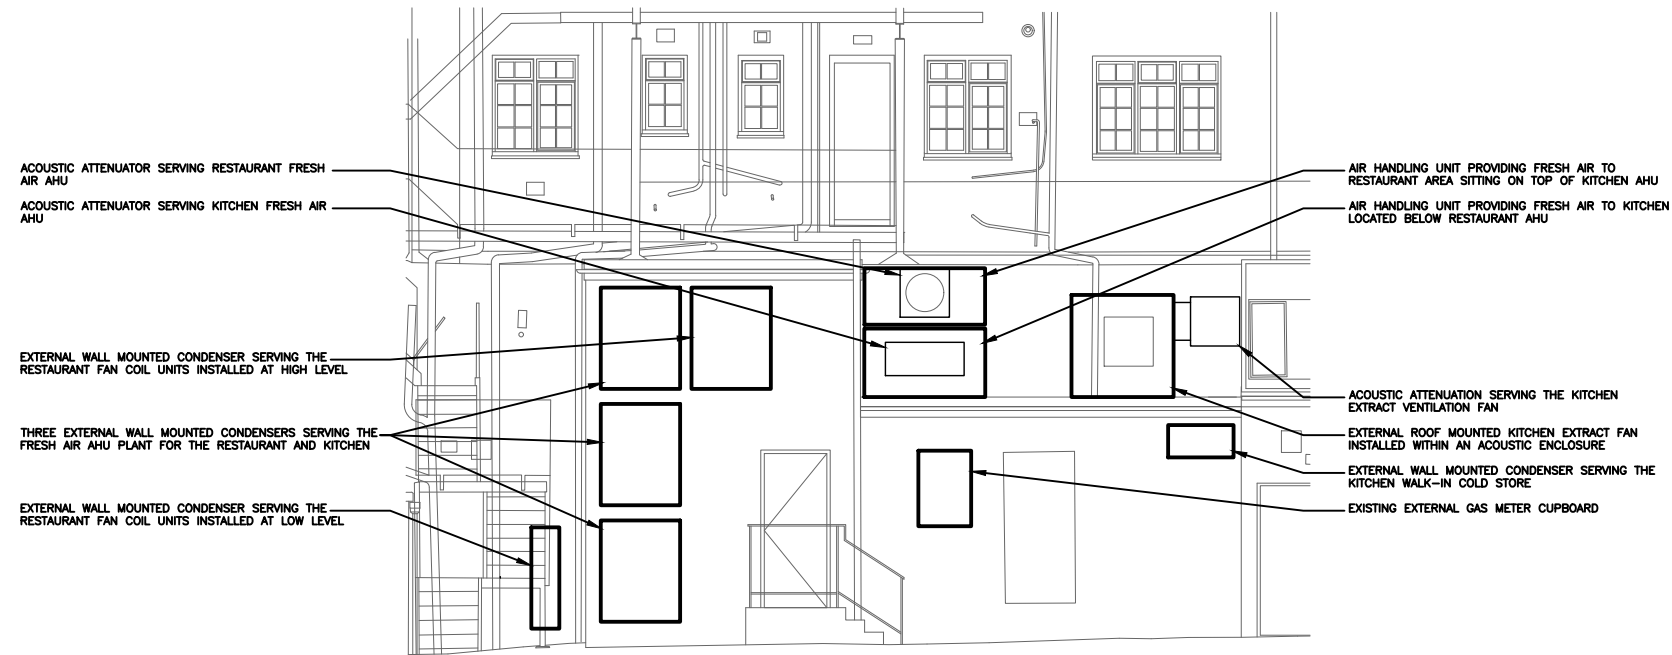 ACOUSTIC ATTENUATOR SERVING RESTAURANT FRESH
AIR AHU
ACOUSTIC ATTENUATOR SERVING KITCHEN FRESH AIR
AHU
EXTERNAL WALL MOUNTED CONDENSER SERVING THE
RESTAURANT FAN COIL UNITS INSTALLED AT HIGH LEVEL
THREE EXTERNAL WALL MOUNTED CONDENSERS SERVING THE
FRESH AIR AHU PLANT FOR THE RESTAURANT AND KITCHEN
EXTERNAL WALL MOUNTED CONDENSER SERVING THE
RESTAURANT FAN COIL UNITS INSTALLED AT LOW LEVEL
AIR HANDLING UNIT PROVIDING FRESH AIR TO
RESTAURANT AREA SITTING ON TOP OF KITCHEN AHU
AIR HANDLING UNIT PROVIDING FRESH AIR TO KITCHEN
LOCATED BELOW RESTAURANT AHU
ACOUSTIC ATTENUATION SERVING THE KITCHEN
EXTRACT VENTILATION FAN
EXTERNAL ROOF MOUNTED KITCHEN EXTRACT FAN
INSTALLED WITHIN AN ACOUSTIC ENCLOSURE
EXTERNAL WALL MOUNTED CONDENSER SERVING THE
KITCHEN WALK-IN COLD STORE
EXISTING EXTERNAL GAS METER CUPBOARD